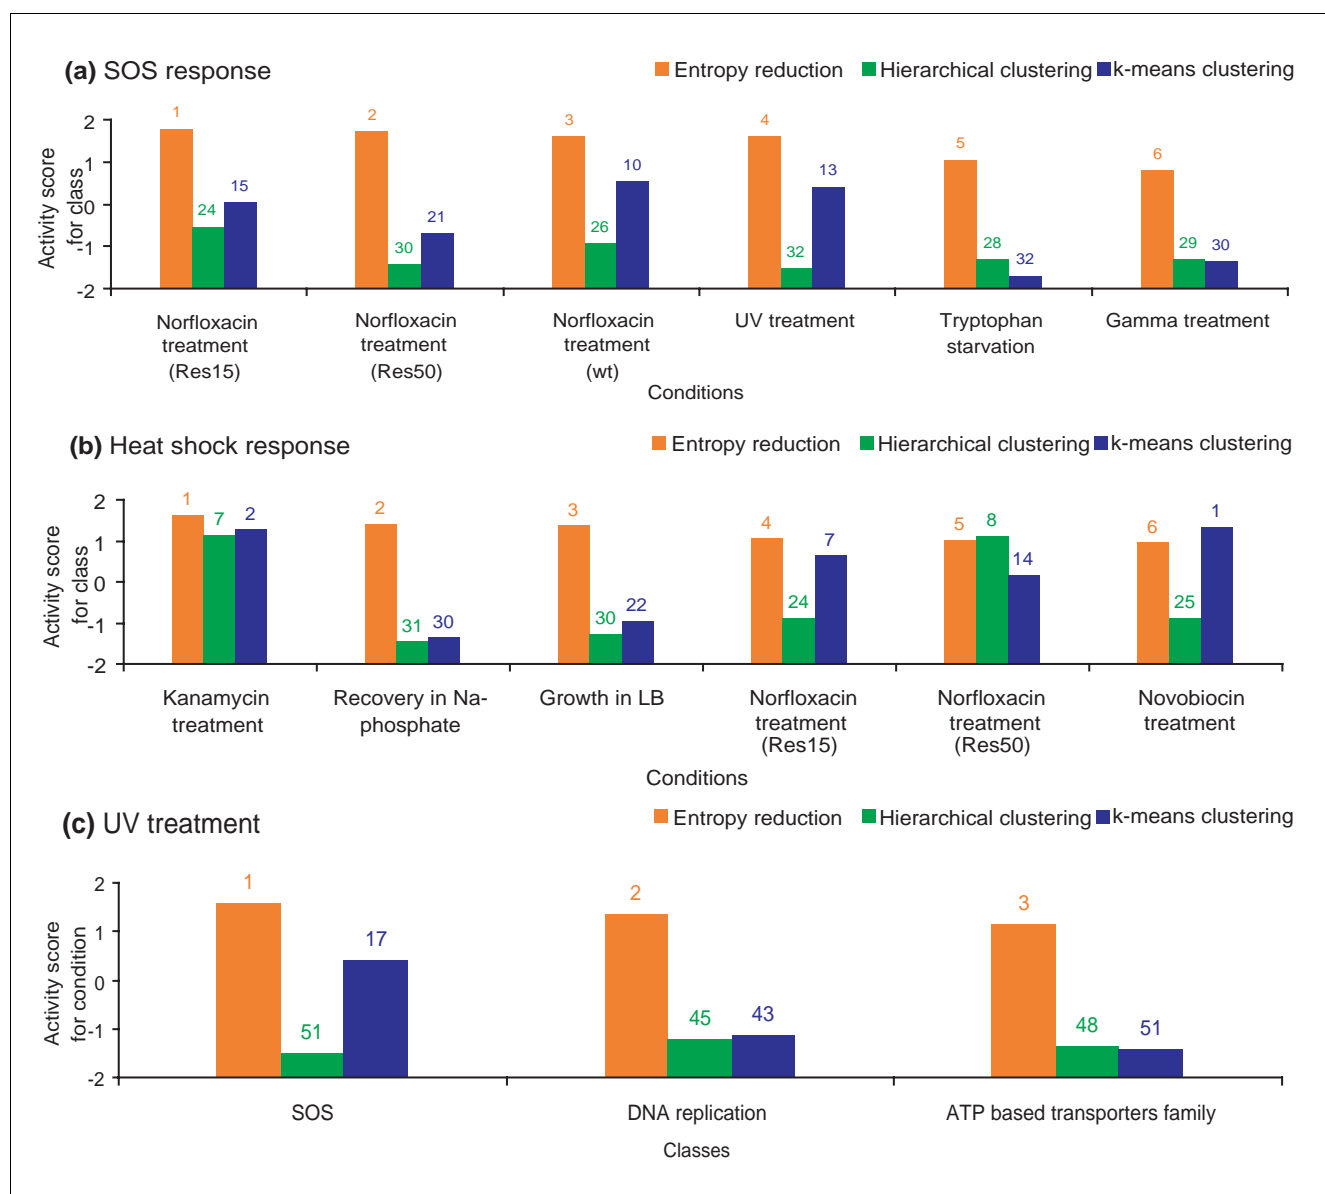 (a) SOS response
Entropy reduction Hierarchical clustering k-means clustering
Activity score
for class
2
1
0
-1
-2
1 24 15
2 30 21
3 26 10
4 32 13
5 28 32
6 29 30
Norfloxacin
treatment
(Res15)
Norfloxacin
treatment
(Res50)
Norfloxacin
treatment
(wt)
UV treatment
Tryptophan
starvation
Gamma treatment
Conditions
(b) Heat shock response
Entropy reduction Hierarchical clustering k-means clustering
Activity score
for class
2
1
0
-1
-2
1 7 2
2 31 30
3 30 22
4 24 7
5 8 14
6 25 1
Kanamycin
treatment
Recovery in Na-
phosphate
Growth in LB
Norfloxacin
treatment
(Res15)
Norfloxacin
treatment
(Res50)
Novobiocin
treatment
Conditions
(c) UV treatment
Entropy reduction Hierarchical clustering k-means clustering
Activity score
for condition
2
1
0
-1
-2
1 51 17
2 45 43
3 48 51
SOS
DNA replication
ATP based transporters family
Classes